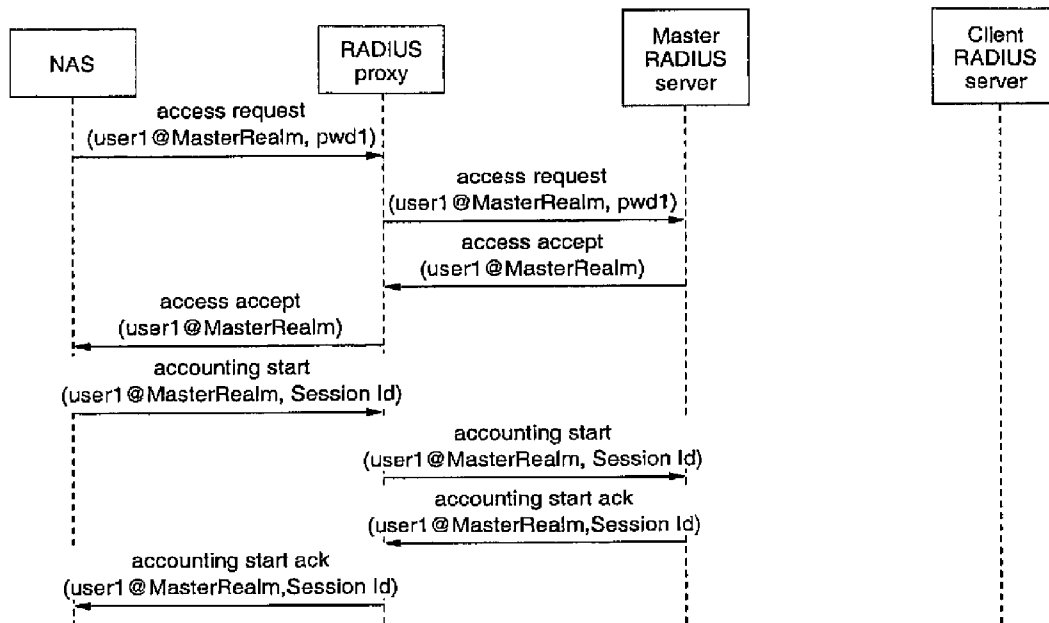 NAS
RADIUS
proxy
Master
RADIUS
server
Client
RADIUS
server
access request
(user1@MasterRealm, pwd1)
access request
(user1@MasterRealm, pwd1)
access accept
(user1@MasterRealm)
access accept
(user1@MasterRealm)
accounting start
(user1@MasterRealm, Session Id)
accounting start
(user1@MasterRealm, Session Id)
accounting start ack
(user1@MasterRealm,Session Id)
accounting start ack
(user1@MasterRealm,Session Id)